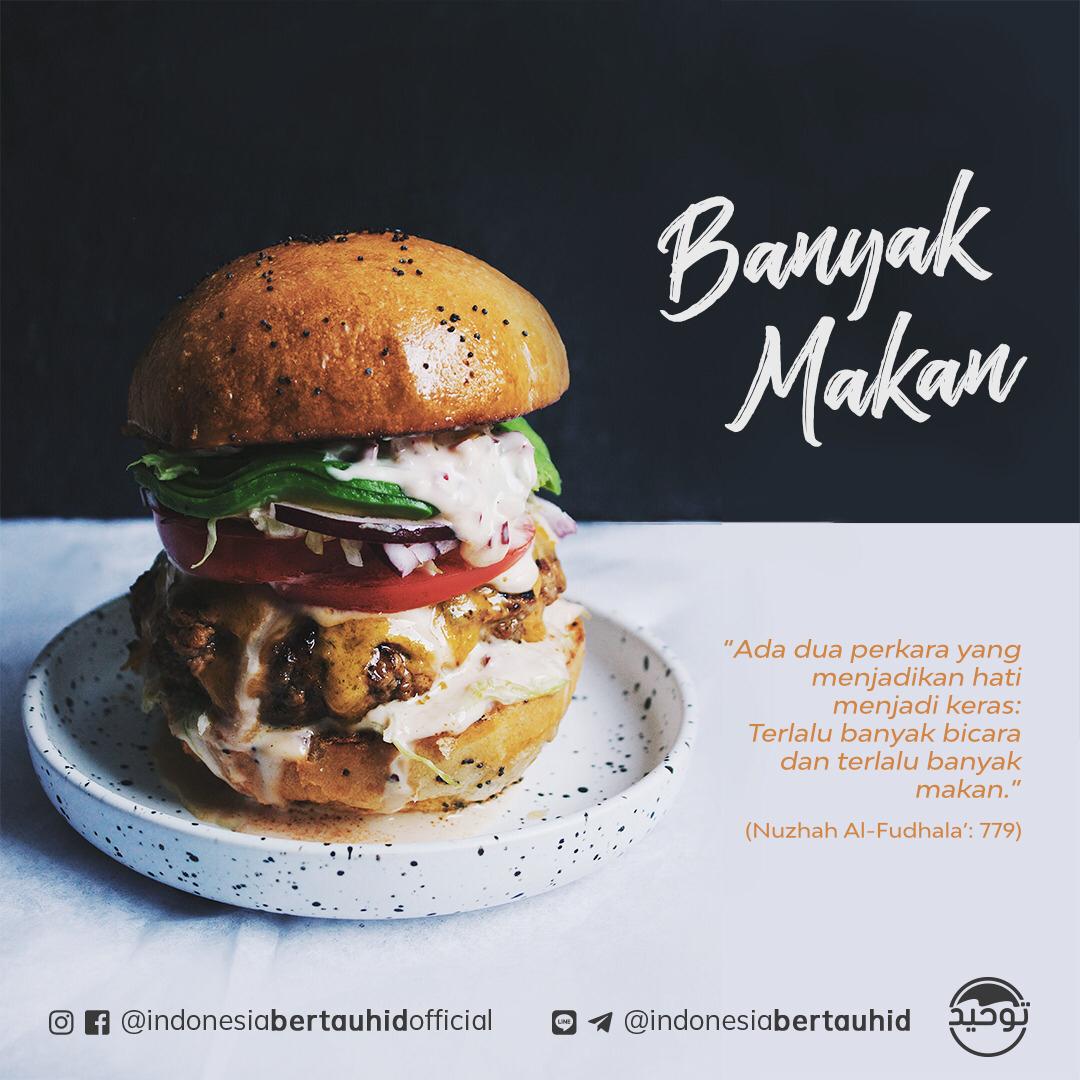 Banyak
Makan
"Ada dua perkara yang
menjadikan hati
menjadi keras:
Terlalu banyak bicara
dan terlalu banyak
makan."
(Nuzhah Al-Fudhala’: 779)
@indonesiabertauhidofficial
LINE @indonesiabertauhid
توحيد